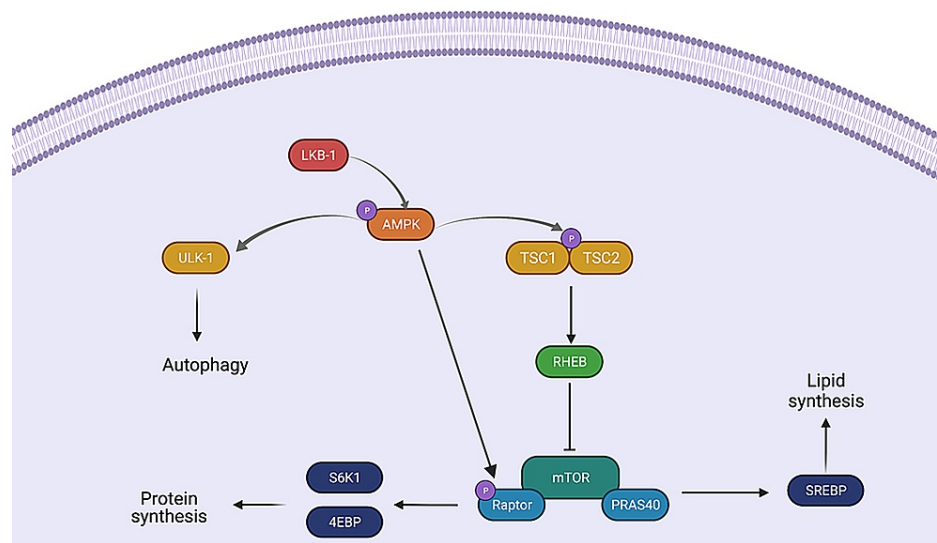 LKB-1
P
AMPK
P
ULK-1
TSC1
TSC2
Autophagy
RHEB
Lipid
synthesis
mTOR
P
Raptor
PRAS40
SREBP
S6K1
4EBP
Protein
synthesis